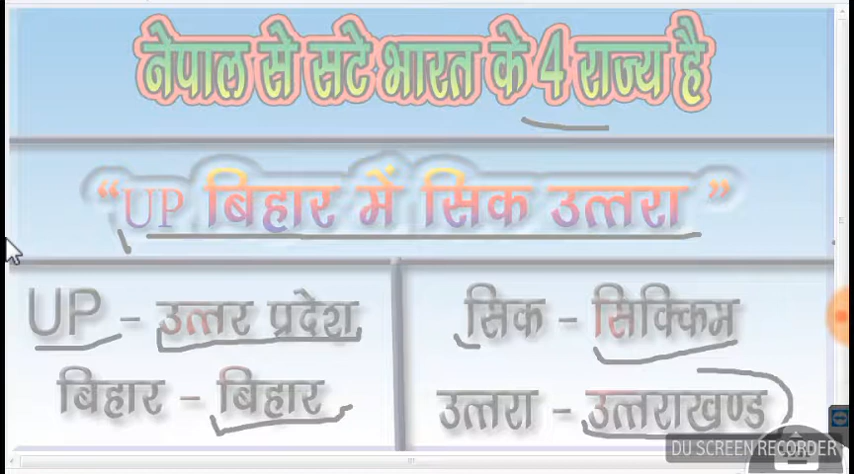 नेपाल से सटे भारत के 4 राज्य है
“UP बिहार में सिक उत्तरा ”
UP – उत्तर प्रदेश
बिहार – बिहार
सिक – सिक्किम
उत्तरा – उत्तराखण्ड
DU SCREEN RECORDER